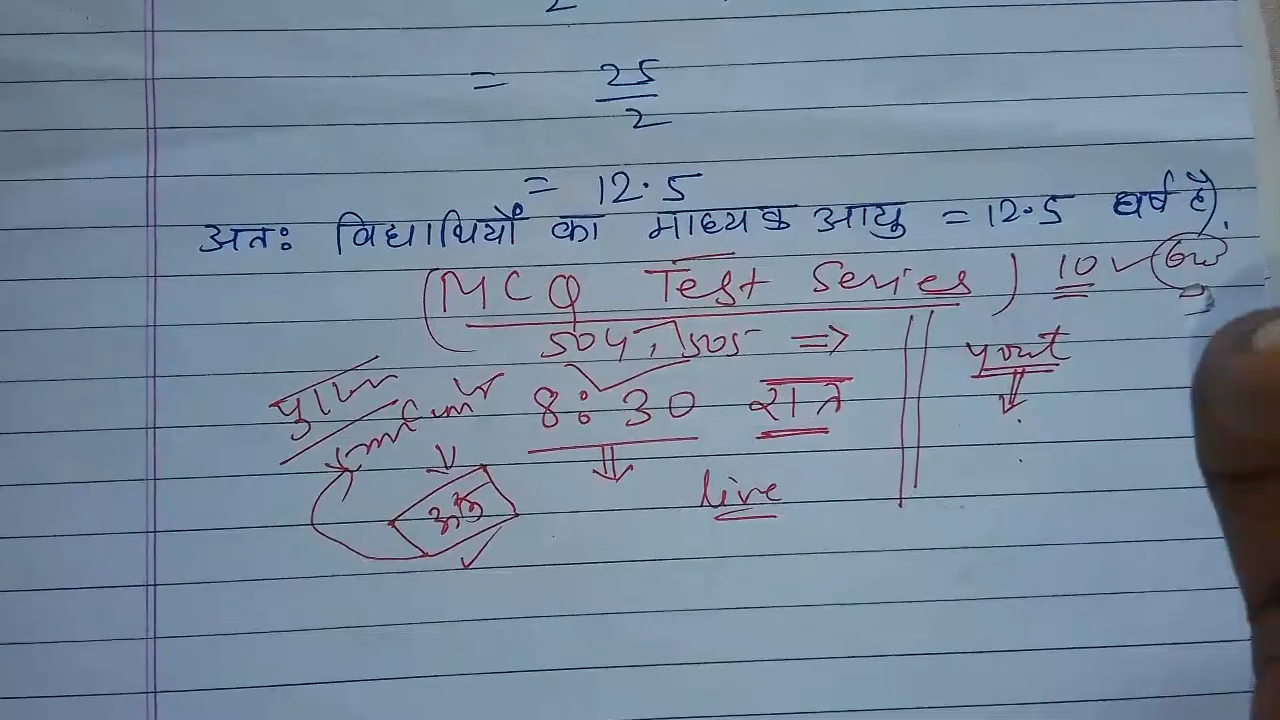 2
= 25/2
= 12.5
अतः विद्यार्थियों का माध्यक आयु = 12.5 वर्ष है।
(MCQ Test Series) 10
504, 505 =>
8:30 रात्र
live